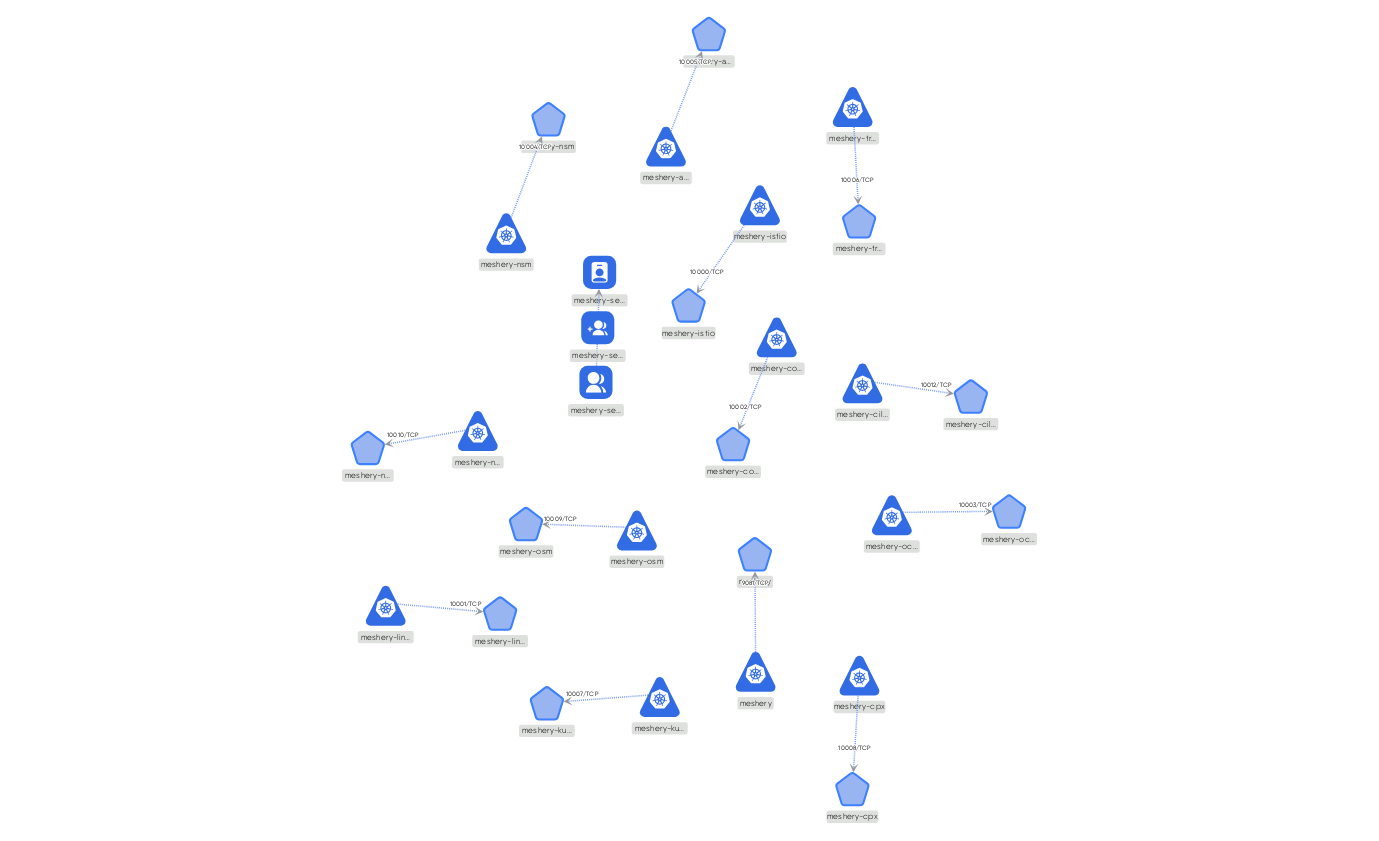 10005/TCP
y-a...
10004/TCP
y-nsm
meshery-tr...
meshery-a...
10006/TCP
meshery-istio
meshery-tr...
meshery-nsm
10000/TCP
meshery-se...
meshery-istio
meshery-se...
meshery-co...
10012/TCP
meshery-se...
10002/TCP
meshery-cil...
meshery-cil...
10010/TCP
meshery-n...
meshery-n...
meshery-co...
10003/TCP
10009/TCP
meshery-oc...
meshery-oc...
meshery-osm
meshery-osm
9081/TCP
10001/TCP
meshery-lin...
meshery-lin...
10007/TCP
meshery
meshery-cpx
meshery-ku...
meshery-ku...
10008/TCP
meshery-cpx